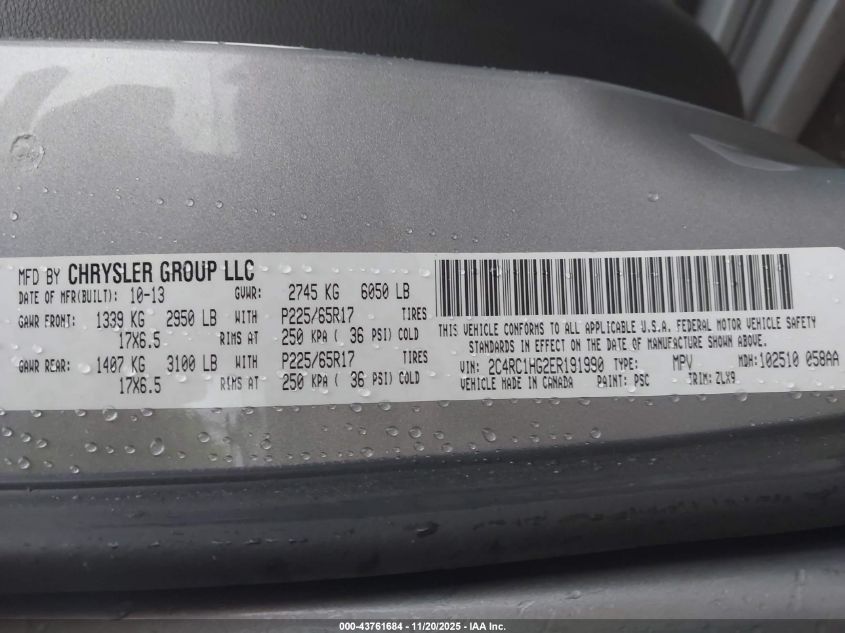 MFD BY CHRYSLER GROUP LLC
DATE OF MFR(BUILT): 10-13 GVWR: 2745 KG 6050 LB
GAWR FRONT: 1339 KG 2950 LB WITH P225/65R17 TIRES
17X6.5 RIMS AT 250 KPA ( 36 PSI) COLD
GAWR REAR: 1407 KG 3100 LB WITH P225/65R17 TIRES
17X6.5 RIMS AT 250 KPA ( 36 PSI) COLD
THIS VEHICLE CONFORMS TO ALL APPLICABLE U.S.A. FEDERAL MOTOR VEHICLE SAFETY
STANDARDS IN EFFECT ON THE DATE OF MANUFACTURE SHOWN ABOVE.
VIN: 2C4RC1HG2ER191990 TYPE: MPV MDH:102510 058AA
VEHICLE MADE IN CANADA PAINT: PSC TRIM: ZLX9
000-43761684 - 11/20/2025 - IAA Inc.